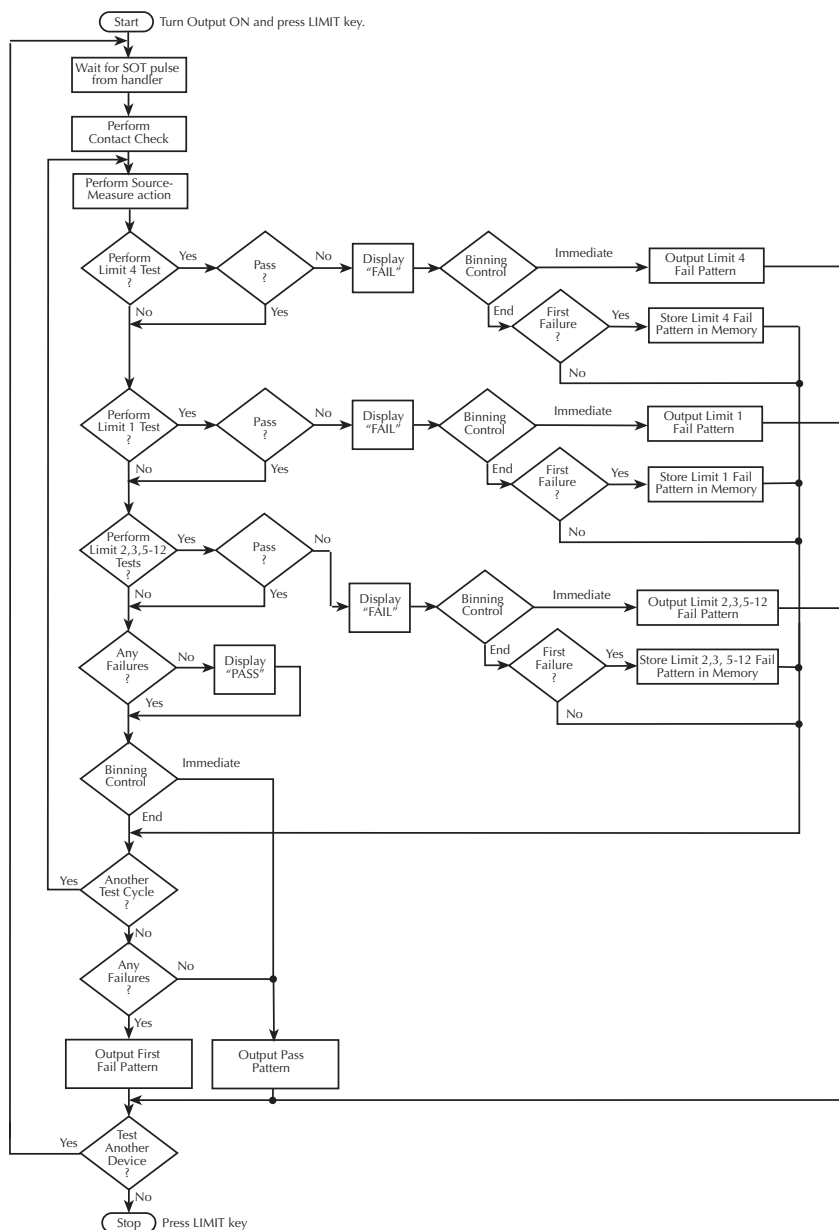 Start
Turn Output ON and press LIMIT key.
Wait for SOT pulse
from handler
Perform
Contact Check
Perform Source-
Measure action
Perform
Limit 4 Test
?
Yes
No
Pass
?
No
Yes
Display
“FAIL”
Binning
Control
Immediate
End
Output Limit 4
Fail Pattern
First
Failure
?
Yes
No
Store Limit 4 Fail
Pattern in Memory
Perform
Limit 1 Test
?
Yes
No
Pass
?
No
Yes
Display
“FAIL”
Binning
Control
Immediate
End
Output Limit 1
Fail Pattern
First
Failure
?
Yes
No
Store Limit 1 Fail
Pattern in Memory
Perform
Limit 2,3,5-12
Tests
?
Yes
No
Pass
?
No
Yes
Display
“FAIL”
Binning
Control
Immediate
End
Output Limit 2,3,5-12
Fail Pattern
First
Failure
?
Yes
No
Store Limit 2,3, 5-12 Fail
Pattern in Memory
Any
Failures
?
No
Yes
Display
“PASS”
Binning
Control
Immediate
End
Another
Test Cycle
?
Yes
No
Any
Failures
?
No
Yes
Output First
Fail Pattern
Output Pass
Pattern
Test
Another
Device
?
Yes
No
Stop
Press LIMIT key